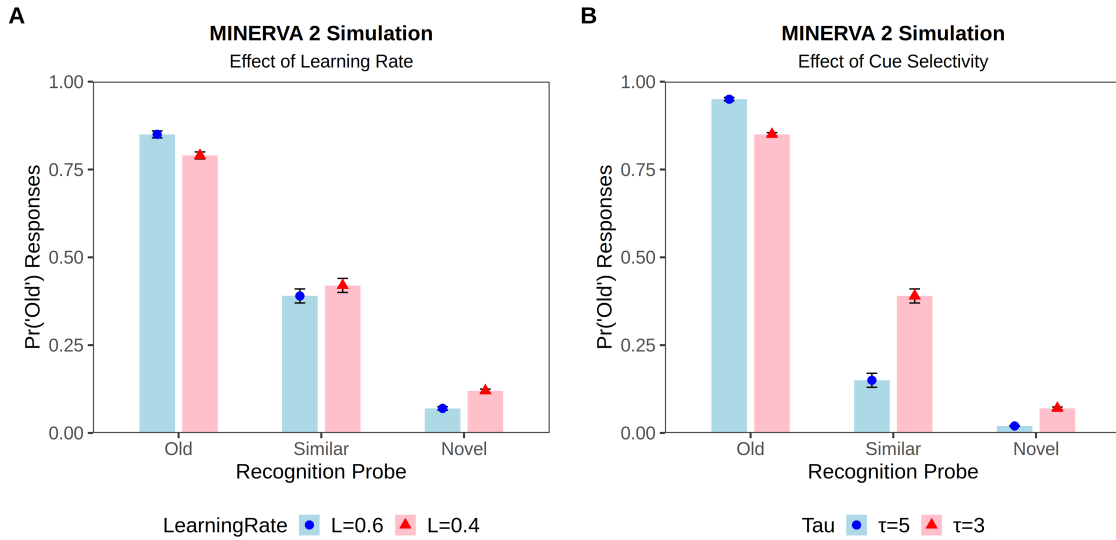 A
MINERVA 2 Simulation
Effect of Learning Rate
1.00
0.75
0.50
0.25
0.00
Pr('Old') Responses
Old Similar Novel
Recognition Probe
LearningRate L=0.6 L=0.4
B
MINERVA 2 Simulation
Effect of Cue Selectivity
1.00
0.75
0.50
0.25
0.00
Pr('Old') Responses
Old Similar Novel
Recognition Probe
Tau τ=5 τ=3